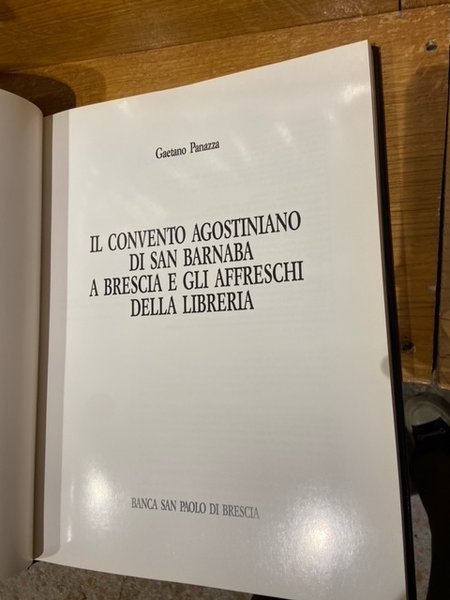 Gaetano Panazza
IL CONVENTO AGOSTINIANO
DI SAN BARNABA
A BRESCIA E GLI AFFRESCHI
DELLA LIBRERIA
BANCA SAN PAOLO DI BRESCIA